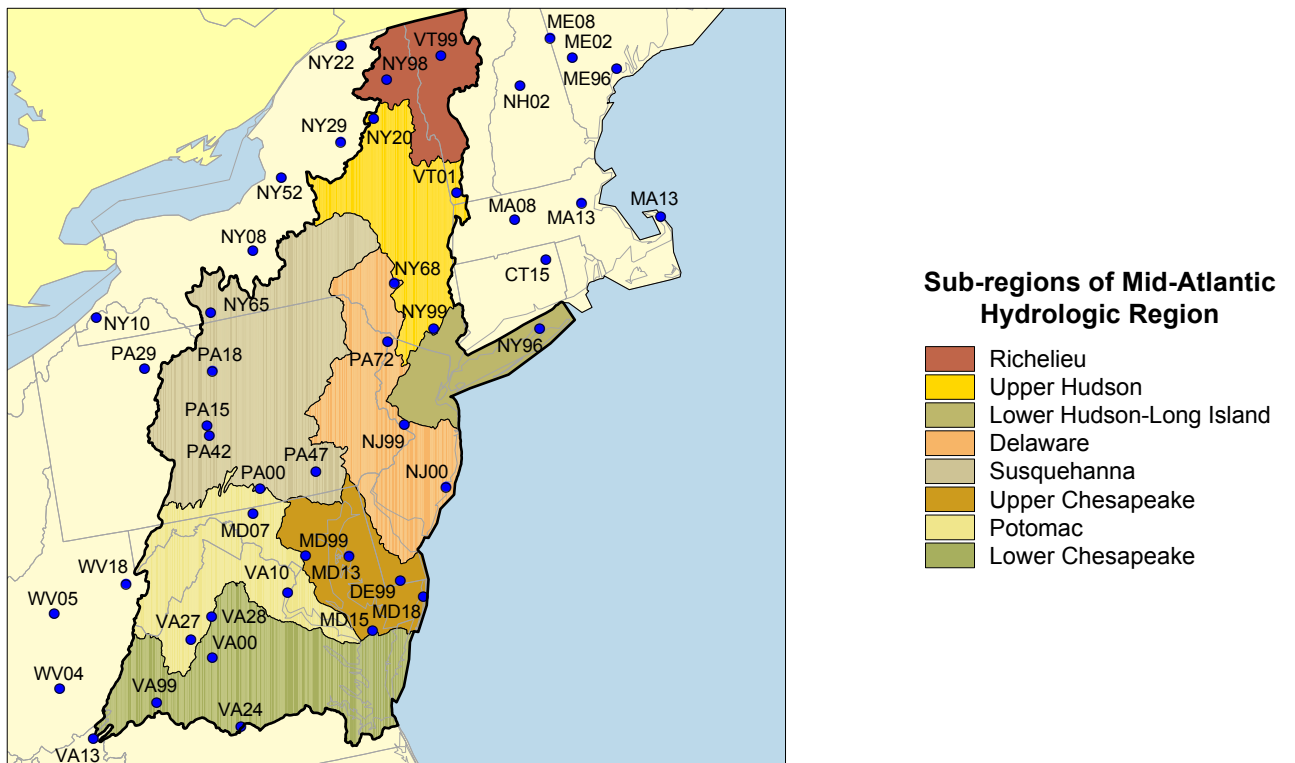 ME08
VT99
ME02
NY22
NY98
ME96
NH02
NY29
NY20
VT01
NY52
MA08
MA13
MA13
NY08
CT15
NY68
NY65
NY99
NY10
NY96
PA29
PA18
PA72
PA15
NJ99
PA42
PA47
PA00
NJ00
MD07
MD99
WV18
VA10
MD13
DE99
WV05
VA28
MD15
MD18
VA27
VA00
WV04
VA99
VA24
VA13
Sub-regions of Mid-Atlantic
Hydrologic Region
Richelieu
Upper Hudson
Lower Hudson-Long Island
Delaware
Susquehanna
Upper Chesapeake
Potomac
Lower Chesapeake